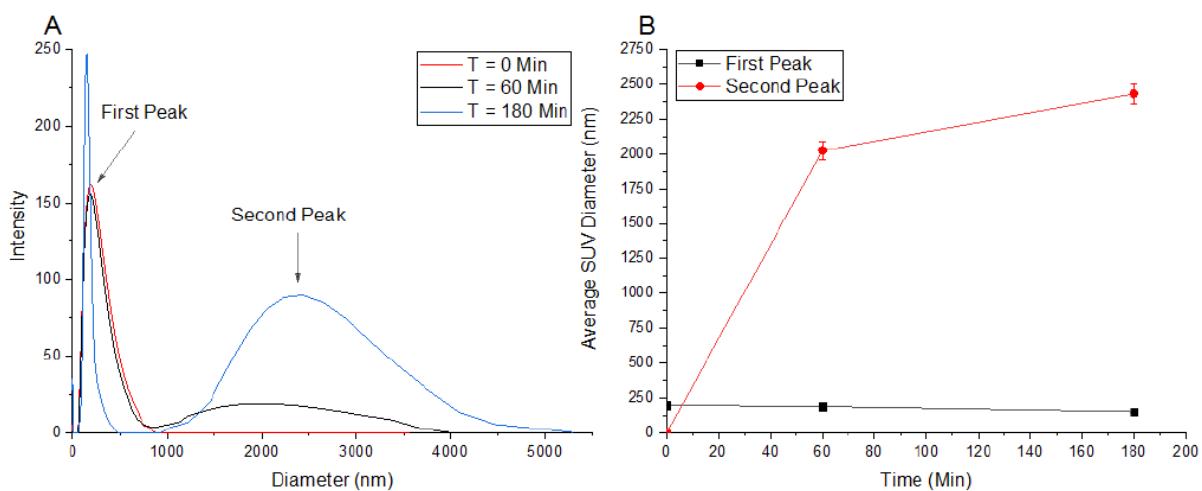 A
250
200
150
100
50
0
Intensity
First Peak
Second Peak
T = 0 Min
T = 60 Min
T = 180 Min
0 1000 2000 3000 4000 5000
Diameter (nm)
B
2750
2500
2250
2000
1750
1500
1250
1000
750
500
250
0
Average SUV Diameter (nm)
First Peak
Second Peak
0 20 40 60 80 100 120 140 160 180 200
Time (Min)